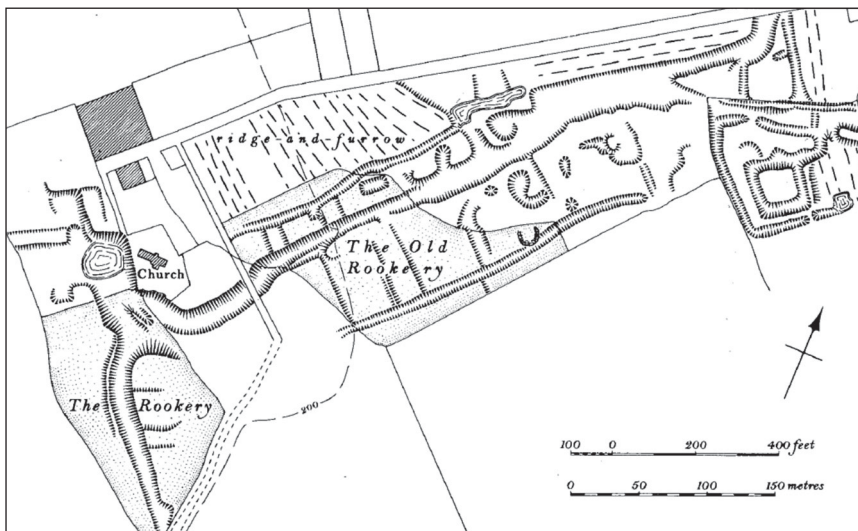 ridge-and-furrow
The Old
Rookery
Church
The Rookery
200
100 0 200 400 feet
0 50 100 150 metres